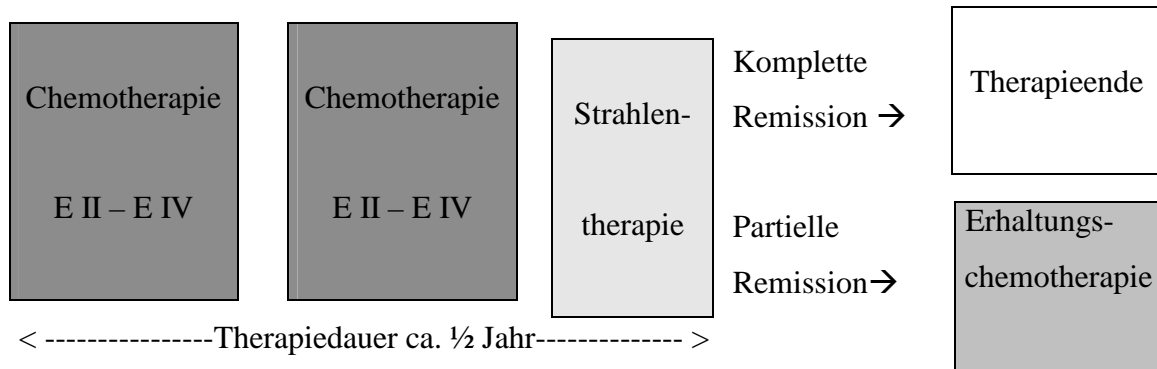 Chemotherapie
E II – E IV
Chemotherapie
E II – E IV
Strahlen-
therapie
Komplette
Remission →
Therapieende
Partielle
Remission→
Erhaltungs-
chemotherapie
< ----------------Therapiedauer ca. ½ Jahr-------------- >